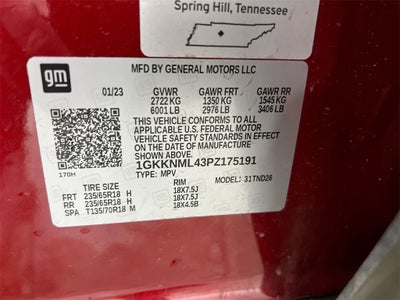 Spring Hill, Tennessee
gm
MFD BY GENERAL MOTORS LLC
01/23 GVWR GAWR FRT GAWR RR
2722 KG 1350 KG 1545 KG
6001 LB 2976 LB 3406 LB
THIS VEHICLE CONFORMS TO ALL
APPLICABLE U.S. FEDERAL MOTOR
VEHICLE SAFETY STANDARDS IN EFFECT
ON THE DATE OF MANUFACTURE SHOWN ABOVE.
1GKKNML43PZ175191
170H TYPE: MPV MODEL: 31TND26
TIRE SIZE RIM
FRT 235/65R18 H 18X7.5J
RR 235/65R18 H 18X7.5J
SPA T135/70R18 M 18X4.5B